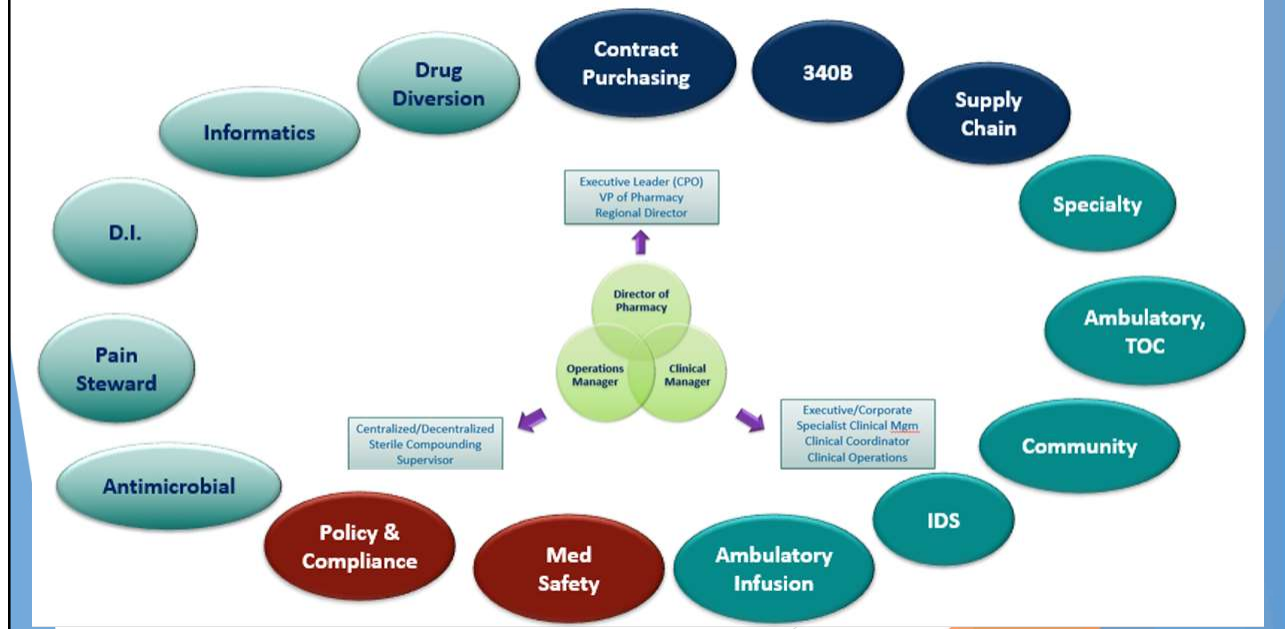 Contract
Purchasing
340B
Supply
Chain
Specialty
Ambulatory,
TOC
Community
IDS
Ambulatory
Infusion
Med
Safety
Policy &
Compliance
Antimicrobial
Pain
Steward
D.I.
Informatics
Drug
Diversion
Executive Leader (CPO)
VP of Pharmacy
Regional Director
Director of
Pharmacy
Operations
Manager
Clinical
Manager
Centralized/Decentralized
Sterile Compounding
Supervisor
Executive/Corporate
Specialist Clinical Mgm
Clinical Coordinator
Clinical Operations